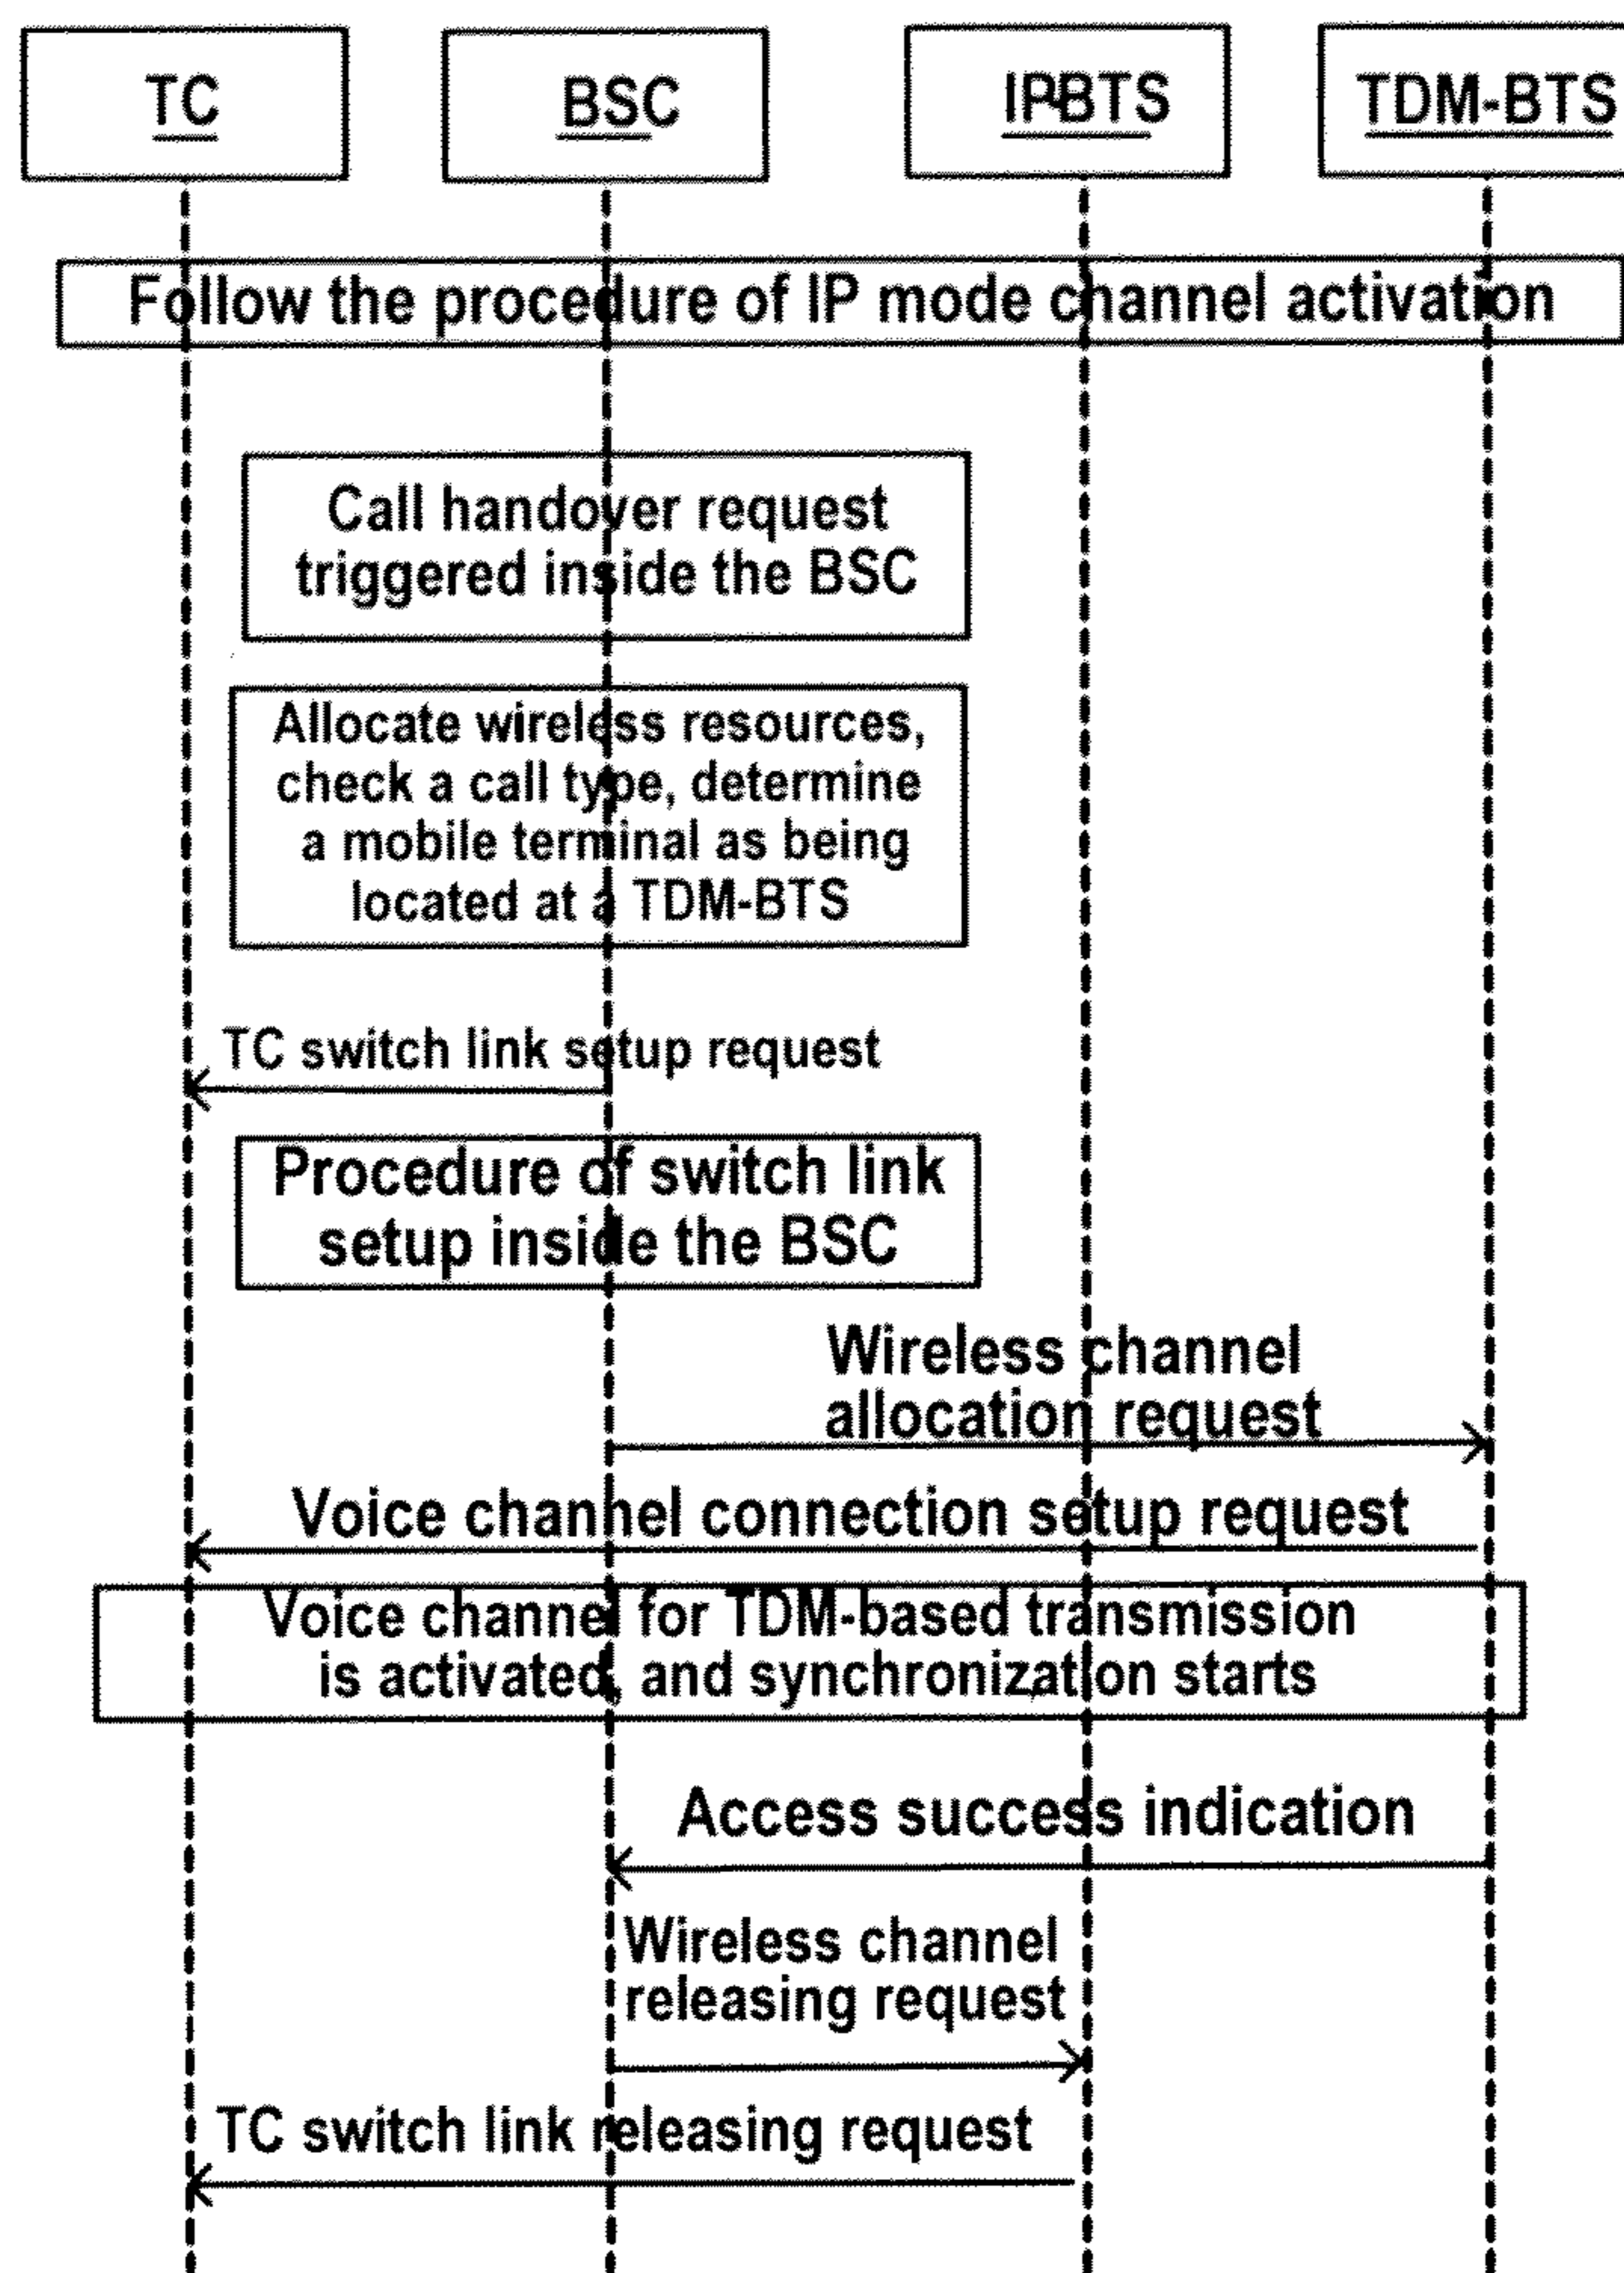 TC
BSC
IP-BTS
TDM-BTS
Follow the procedure of IP mode channel activation
Call handover request
triggered inside the BSC
Allocate wireless resources,
check a call type, determine
a mobile terminal as being
located at a TDM-BTS
TC switch link setup request
Procedure of switch link
setup inside the BSC
Wireless channel
allocation request
Voice channel connection setup request
Voice channel for TDM-based transmission
is activated, and synchronization starts
Access success indication
Wireless channel
releasing request
TC switch link releasing request